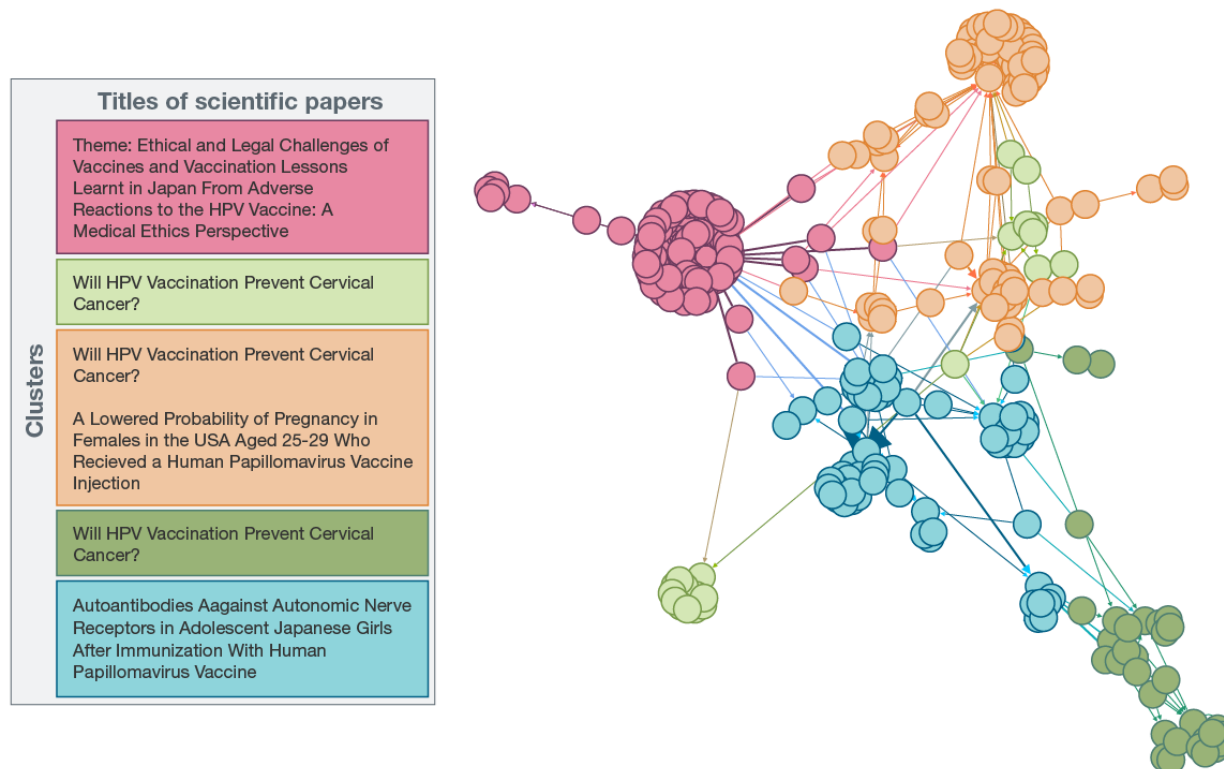 Titles of scientific papers
Clusters
Theme: Ethical and Legal Challenges of
Vaccines and Vaccination Lessons
Learnt in Japan From Adverse
Reactions to the HPV Vaccine: A
Medical Ethics Perspective
Will HPV Vaccination Prevent Cervical
Cancer?
Will HPV Vaccination Prevent Cervical
Cancer?
A Lowered Probability of Pregnancy in
Females in the USA Aged 25-29 Who
Recieved a Human Papillomavirus Vaccine
Injection
Will HPV Vaccination Prevent Cervical
Cancer?
Autoantibodies Aagainst Autonomic Nerve
Receptors in Adolescent Japanese Girls
After Immunization With Human
Papillomavirus Vaccine